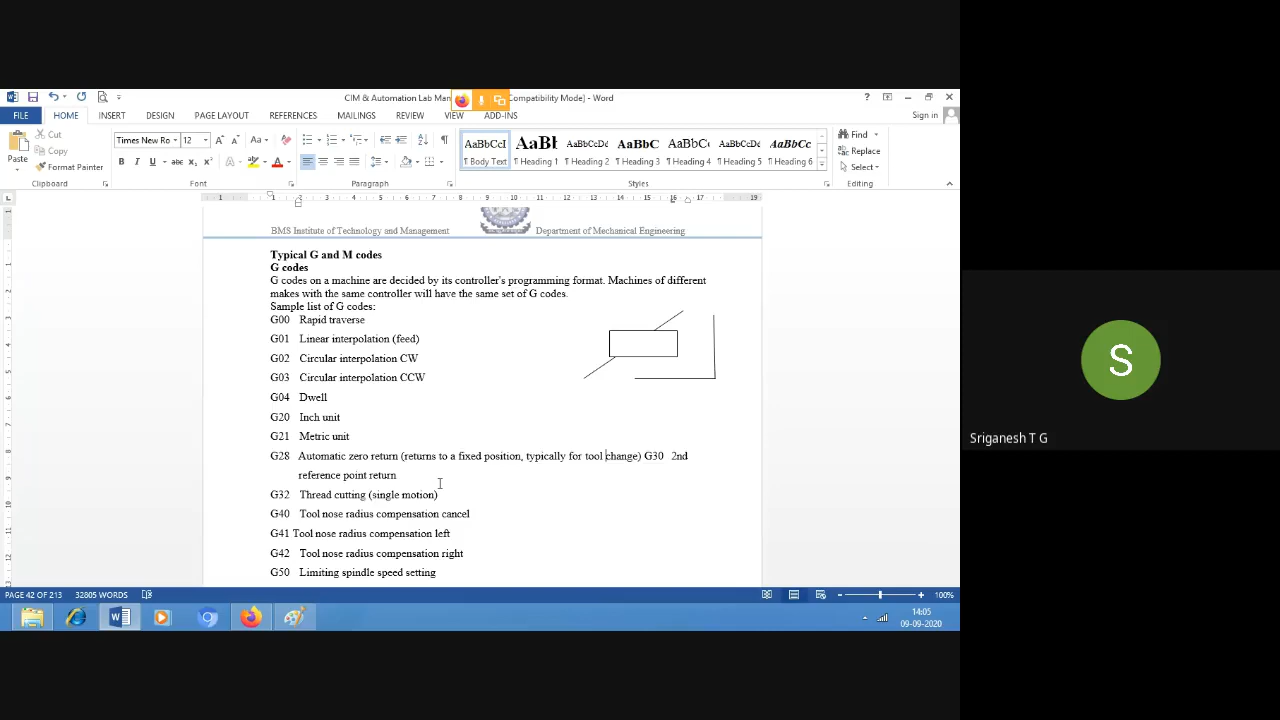 CIM & Automation Lab Man
Compatibility Mode] - Word
Sign in
FILE HOME INSERT DESIGN PAGE LAYOUT REFERENCES MAILINGS REVIEW VIEW ADD-INS
Cut
Copy
Format Painter
Paste
Times New Ro 12
AaBbCcI AaBl AaBbCcDd AaBbC AaBbCc AaBbCcDd AaBbCc
¶ Body Text ¶ Heading 1 ¶ Heading 2 ¶ Heading 3 ¶ Heading 4 ¶ Heading 5 ¶ Heading 6
Find
Replace
Select
Clipboard Font Paragraph Styles Editing
BMS Institute of Technology and Management Department of Mechanical Engineering
Typical G and M codes
G codes
G codes on a machine are decided by its controller's programming format. Machines of different
makes with the same controller will have the same set of G codes.
Sample list of G codes:
G00 Rapid traverse
G01 Linear interpolation (feed)
G02 Circular interpolation CW
G03 Circular interpolation CCW
G04 Dwell
G20 Inch unit
G21 Metric unit
G28 Automatic zero return (returns to a fixed position, typically for tool change) G30 2nd
reference point return
G32 Thread cutting (single motion)
G40 Tool nose radius compensation cancel
G41 Tool nose radius compensation left
G42 Tool nose radius compensation right
G50 Limiting spindle speed setting
PAGE 42 OF 213 32805 WORDS 100%
14:05
09-09-2020
S
Sriganesh T G